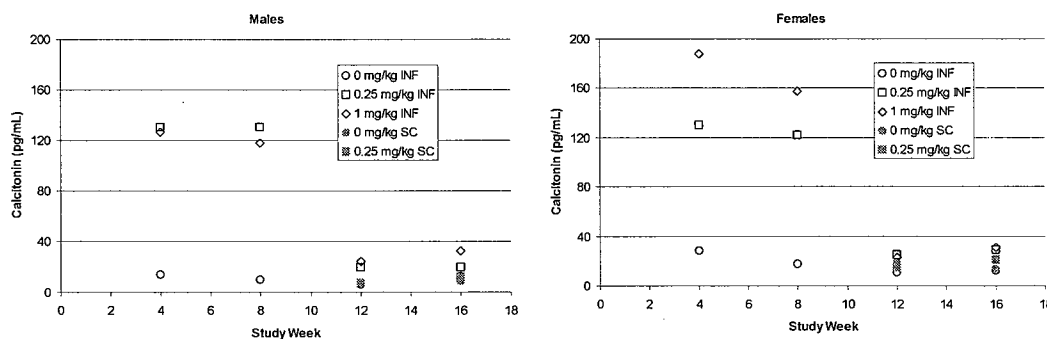 Males
200
160
120
80
40
0
Calcitonin (pg/mL)
0 2 4 6 8 10 12 14 16 18
Study Week
0 mg/kg INF
0.25 mg/kg INF
1 mg/kg INF
0 mg/kg SC
0.25 mg/kg SC
Females
200
160
120
80
40
0
Calcitonin (pg/mL)
0 2 4 6 8 10 12 14 16 18
Study Week
0 mg/kg INF
0.25 mg/kg INF
1 mg/kg INF
0 mg/kg SC
0.25 mg/kg SC